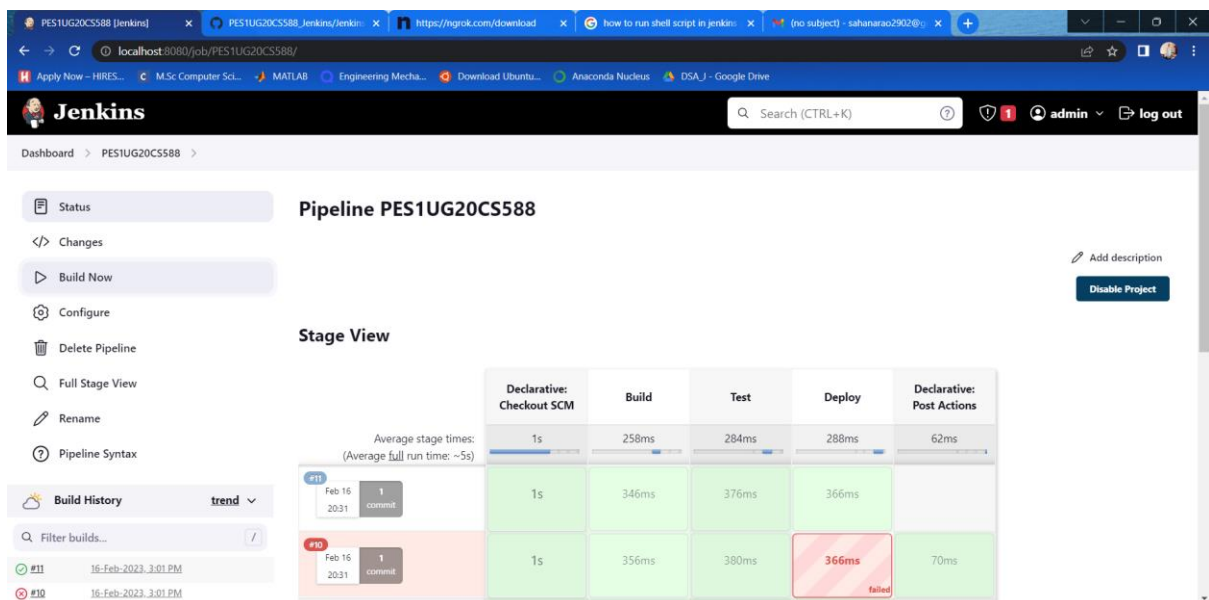 PES1UG20CS588 [Jenkins]
PES1UG20CS588_Jenkins/Jenkin
https://ngrok.com/download
how to run shell script in jenkins
(no subject) - sahanarao2902@g
localhost:8080/job/PES1UG20CS588/
Apply Now – HIRES...
M.Sc Computer Sci...
MATLAB
Engineering Mecha...
Download Ubuntu...
Anaconda Nucleus
DSA_J - Google Drive
Jenkins
Search (CTRL+K)
1
admin
log out
Dashboard
PES1UG20CS588
Status
Changes
Build Now
Configure
Delete Pipeline
Full Stage View
Rename
Pipeline Syntax
Build History
trend
Filter builds...
/
#11
16-Feb-2023, 3:01 PM
#10
16-Feb-2023, 3:01 PM
Pipeline PES1UG20CS588
Add description
Disable Project
Stage View
Declarative:
Checkout SCM
Build
Test
Deploy
Declarative:
Post Actions
Average stage times:
(Average full run time: ~5s)
1s
258ms
284ms
288ms
62ms
#11
Feb 16
20:31
1
commit
1s
346ms
376ms
366ms
#10
Feb 16
20:31
1
commit
1s
356ms
380ms
366ms
failed
70ms